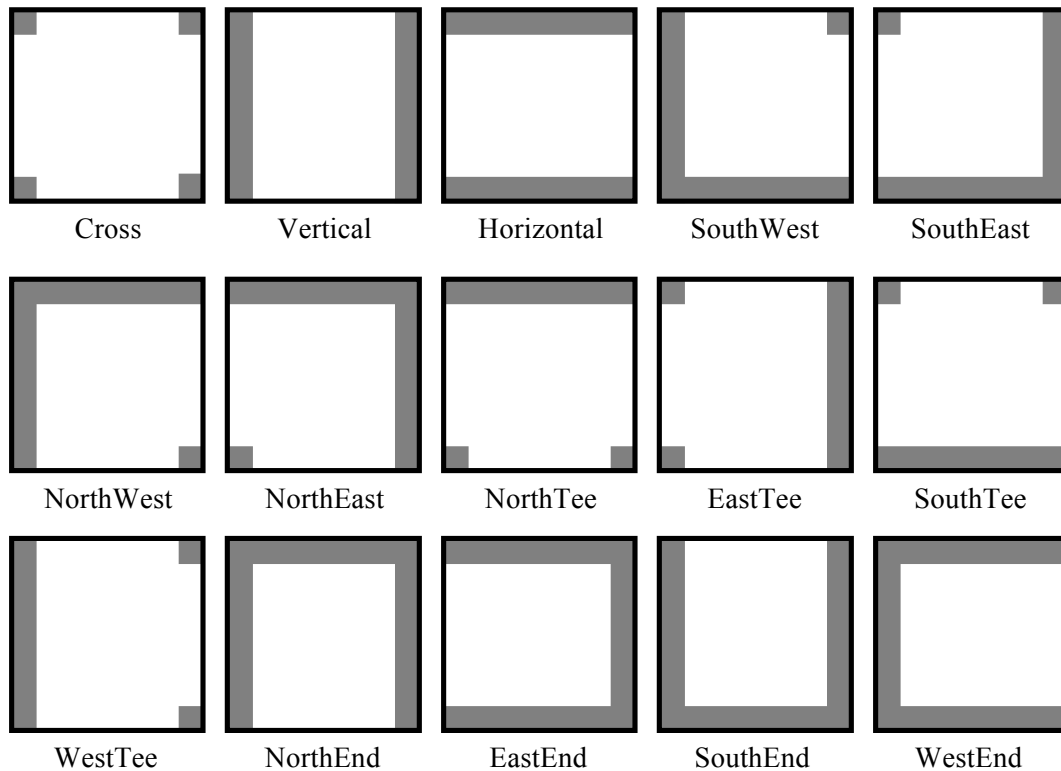 Cross Vertical Horizontal SouthWest SouthEast
NorthWest NorthEast NorthTee EastTee SouthTee
WestTee NorthEnd EastEnd SouthEnd WestEnd